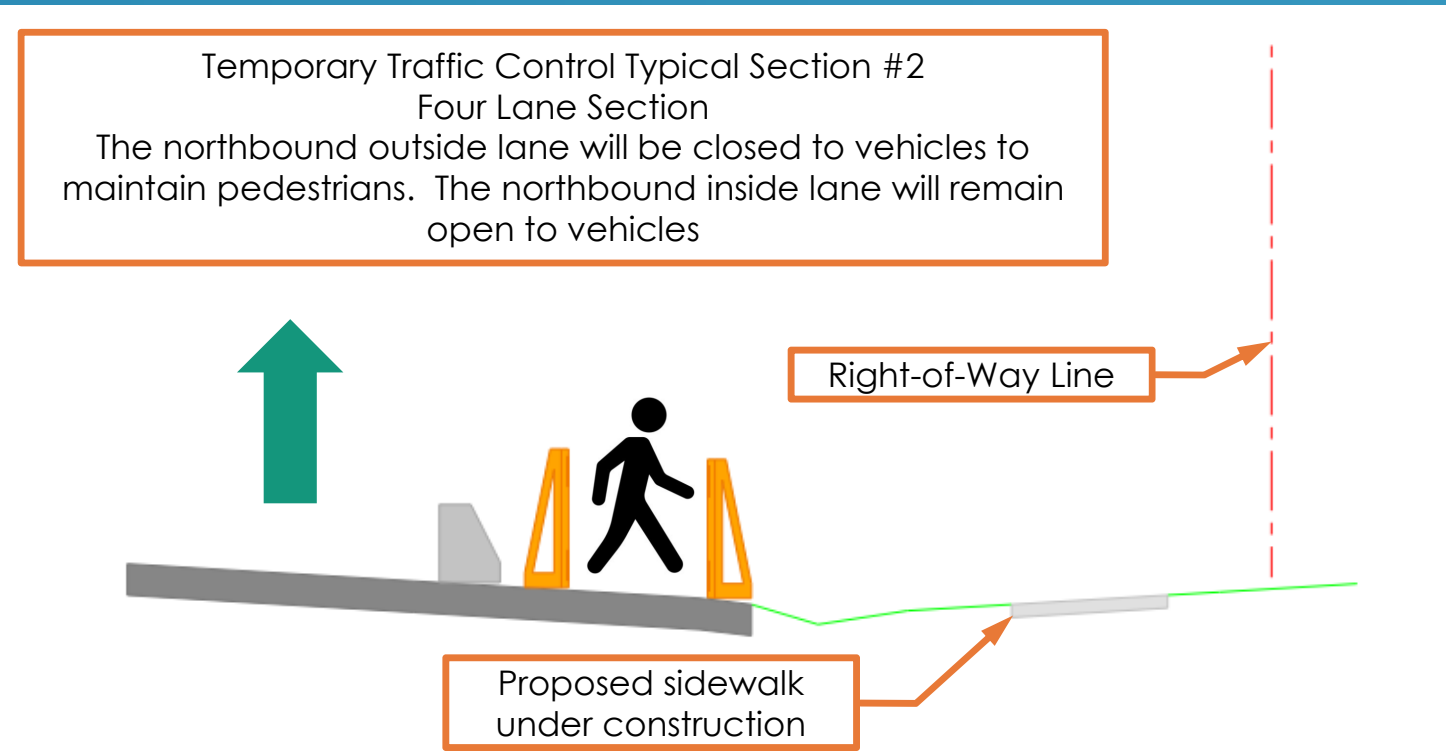 Temporary Traffic Control Typical Section #2
Four Lane Section
The northbound outside lane will be closed to vehicles to
maintain pedestrians.  The northbound inside lane will remain
open to vehicles
Right-of-Way Line
Proposed sidewalk
under construction